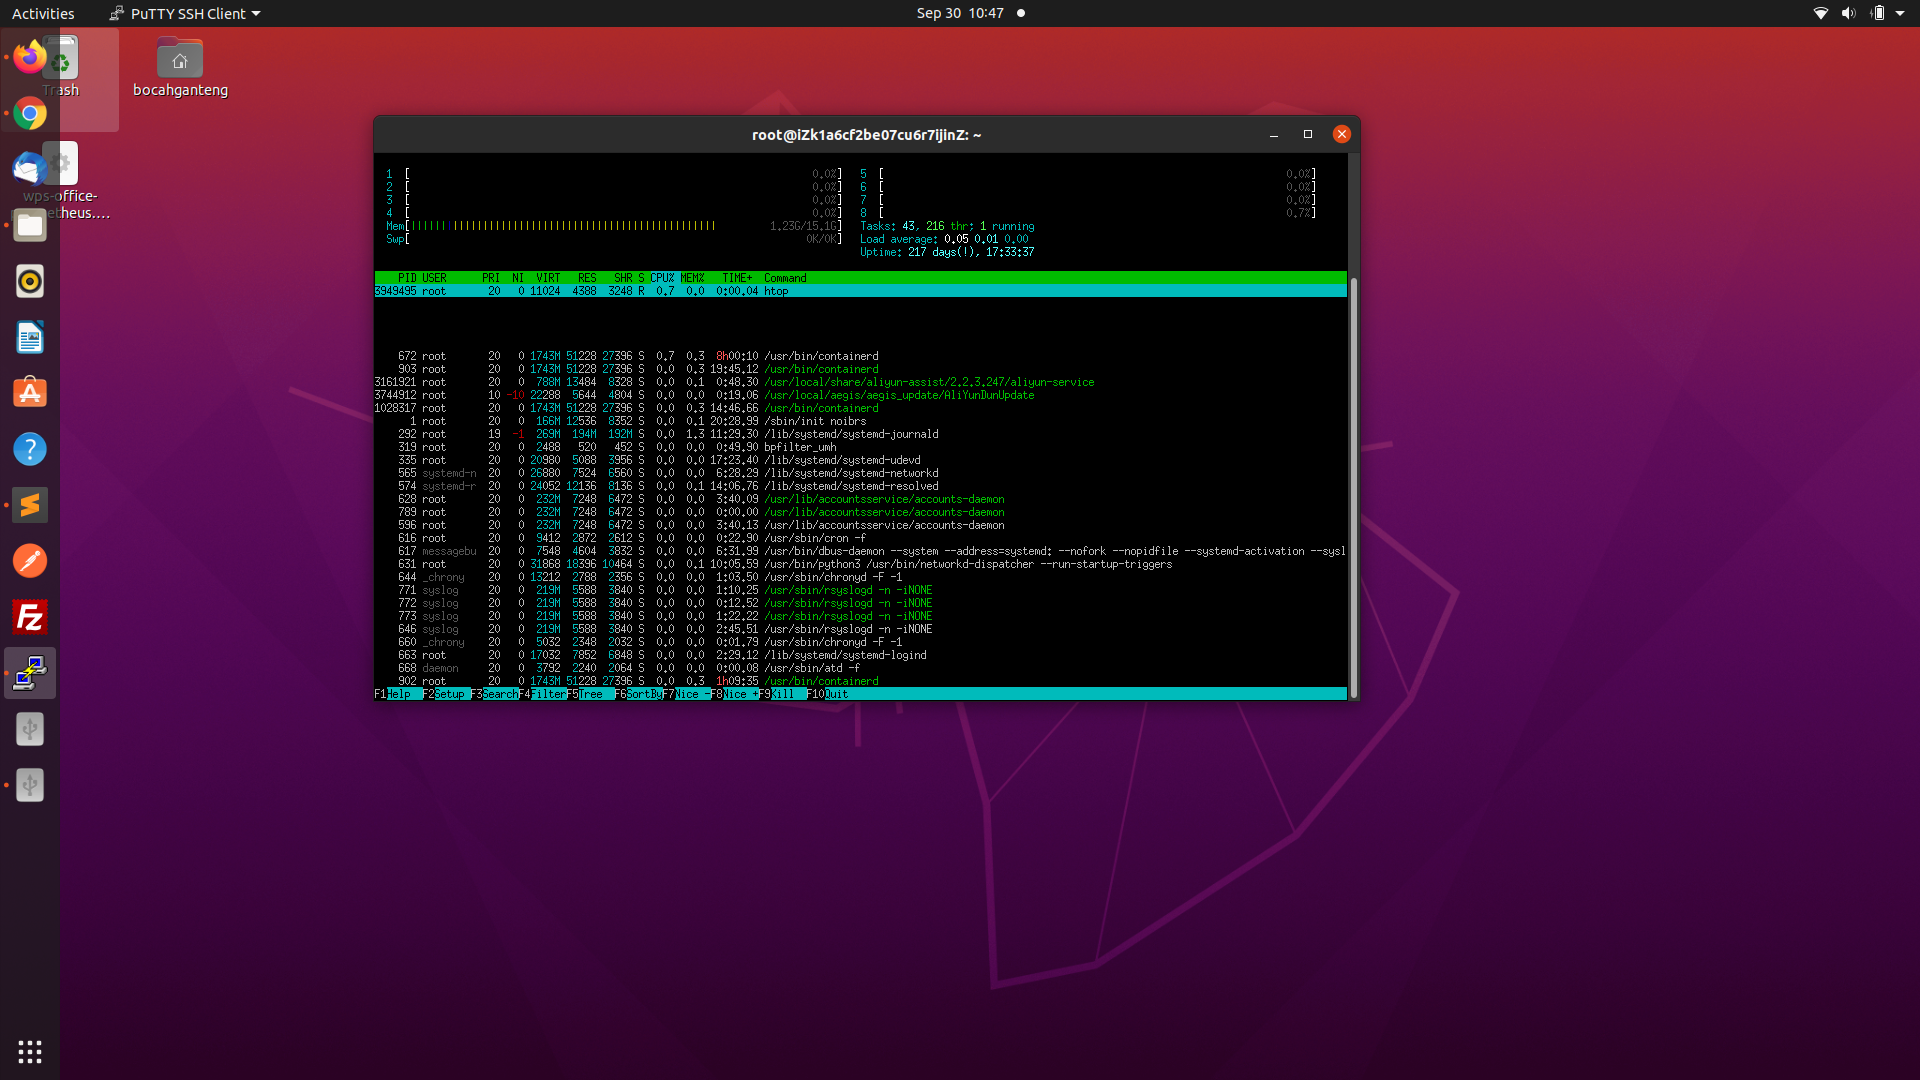 Activities PuTTY SSH Client Sep 30 10:47
Trash
bocahganteng
wps-office-
etheus....
root@iZk1a6cf2be07cu6r7ijinZ: ~
1 [ 0.0%] 5 [ 0.0%]
2 [ 0.0%] 6 [ 0.0%]
3 [ 0.0%] 7 [ 0.0%]
4 [ 0.0%] 8 [ 0.7%]
Mem[||||||||||||||||||||||||||||||||||||||||||||||||||| 1.23G/15.1G] Tasks: 43, 216 thr; 1 running
Swp[ 0K/0K] Load average: 0.05 0.01 0.00
Uptime: 217 days(!), 17:33:37
PID USER PRI NI VIRT RES SHR S CPU% MEM% TIME+ Command
3949495 root 20 0 11024 4388 3248 R 0.7 0.0 0:00.04 htop
672 root 20 0 1743M 51228 27396 S 0.7 0.3 8h00:10 /usr/bin/containerd
903 root 20 0 1743M 51228 27396 S 0.0 0.3 19:45.12 /usr/bin/containerd
3161921 root 20 0 788M 13484 8328 S 0.0 0.1 0:48.30 /usr/local/share/aliyun-assist/2.2.3.247/aliyun-service
3744912 root 10 -10 22288 5644 4804 S 0.0 0.0 0:19.06 /usr/local/aegis/aegis_update/AliYunDunUpdate
1028317 root 20 0 1743M 51228 27396 S 0.0 0.3 14:46.66 /usr/bin/containerd
1 root 20 0 166M 12536 8352 S 0.0 0.1 20:28.99 /sbin/init noibrs
292 root 19 -1 269M 194M 192M S 0.0 1.3 11:29.30 /lib/systemd/systemd-journald
319 root 20 0 2488 520 452 S 0.0 0.0 0:49.90 bpfilter_umh
335 root 20 0 20980 5088 3956 S 0.0 0.0 17:23.40 /lib/systemd/systemd-udevd
565 systemd-n 20 0 26880 7524 6560 S 0.0 0.0 6:28.29 /lib/systemd/systemd-networkd
574 systemd-r 20 0 24052 12136 8136 S 0.0 0.1 14:06.76 /lib/systemd/systemd-resolved
628 root 20 0 232M 7248 6472 S 0.0 0.0 3:40.09 /usr/lib/accountsservice/accounts-daemon
789 root 20 0 232M 7248 6472 S 0.0 0.0 0:00.00 /usr/lib/accountsservice/accounts-daemon
596 root 20 0 232M 7248 6472 S 0.0 0.0 3:40.13 /usr/lib/accountsservice/accounts-daemon
616 root 20 0 9412 2872 2612 S 0.0 0.0 0:22.90 /usr/sbin/cron -f
617 messagebu 20 0 7548 4604 3832 S 0.0 0.0 6:31.99 /usr/bin/dbus-daemon --system --address=systemd: --nofork --nopidfile --systemd-activation --sysl
631 root 20 0 31868 18396 10464 S 0.0 0.1 10:05.59 /usr/bin/python3 /usr/bin/networkd-dispatcher --run-startup-triggers
644 _chrony 20 0 13212 2788 2356 S 0.0 0.0 1:03.50 /usr/sbin/chronyd -F -1
771 syslog 20 0 219M 5588 3840 S 0.0 0.0 1:10.25 /usr/sbin/rsyslogd -n -iNONE
772 syslog 20 0 219M 5588 3840 S 0.0 0.0 0:12.52 /usr/sbin/rsyslogd -n -iNONE
773 syslog 20 0 219M 5588 3840 S 0.0 0.0 1:22.22 /usr/sbin/rsyslogd -n -iNONE
646 syslog 20 0 219M 5588 3840 S 0.0 0.0 2:45.51 /usr/sbin/rsyslogd -n -iNONE
660 _chrony 20 0 5032 2348 2032 S 0.0 0.0 0:01.79 /usr/sbin/chronyd -F -1
663 root 20 0 17032 7852 6848 S 0.0 0.0 2:29.12 /lib/systemd/systemd-logind
668 daemon 20 0 3792 2240 2064 S 0.0 0.0 0:00.08 /usr/sbin/atd -f
902 root 20 0 1743M 51228 27396 S 0.0 0.3 1h09:35 /usr/bin/containerd
F1Help F2Setup F3SearchF4FilterF5Tree F6SortByF7Nice -F8Nice +F9Kill F10Quit